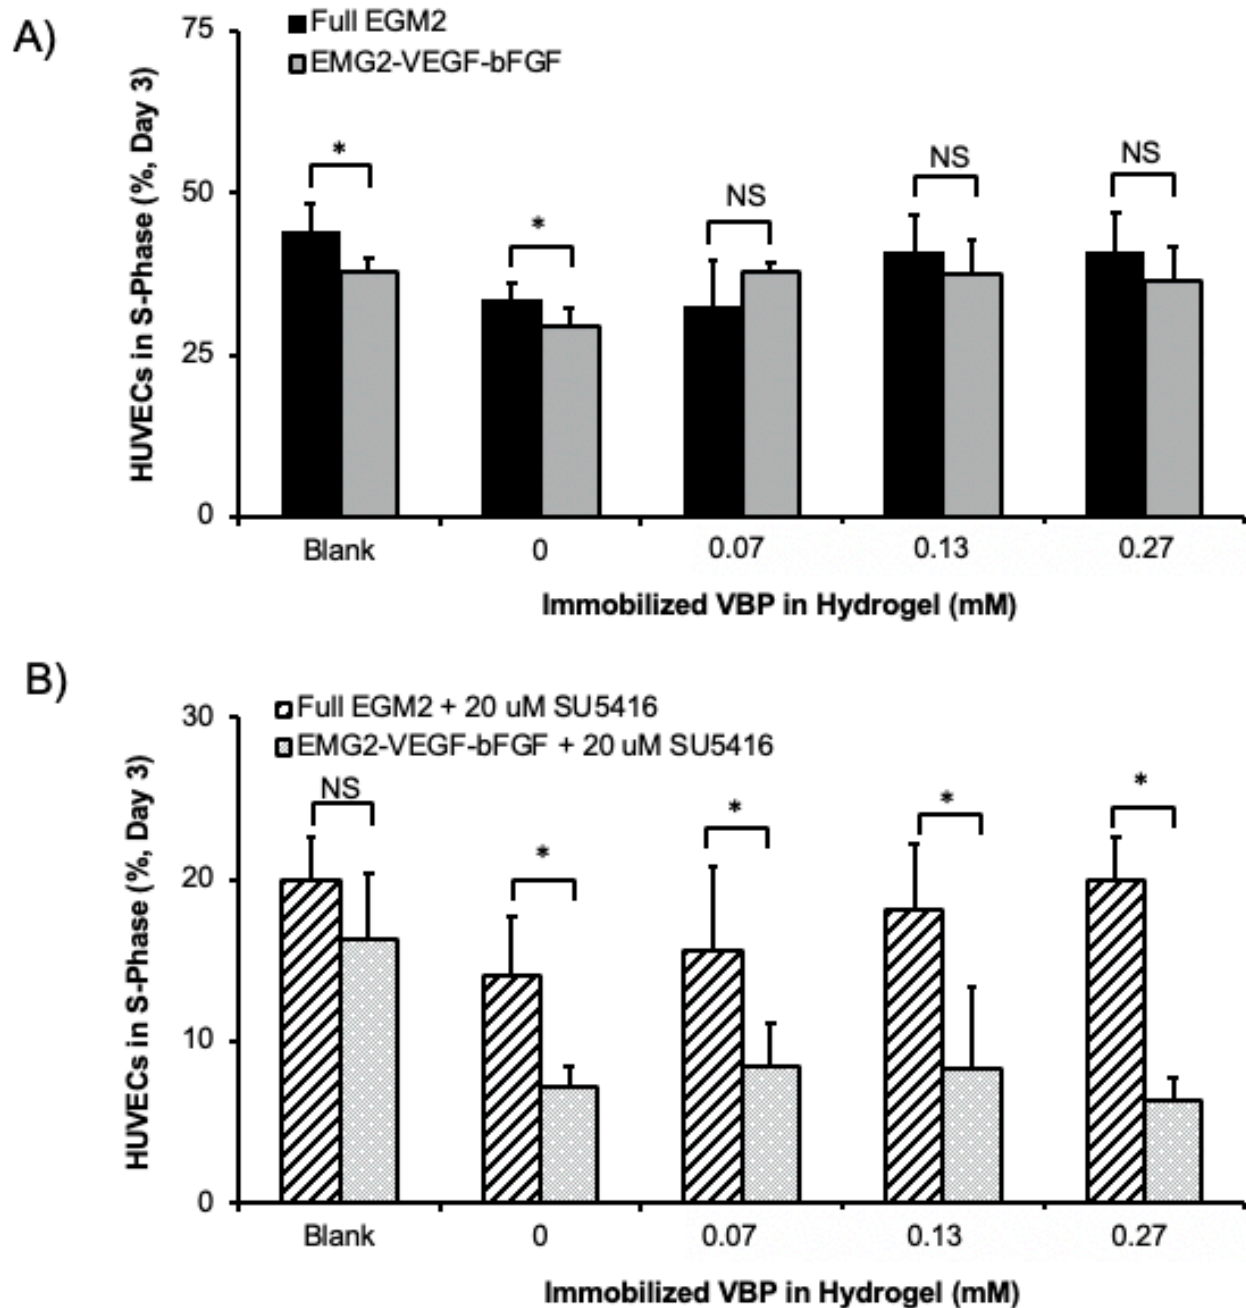 A)
HUVECs in S-Phase (%, Day 3)
75
50
25
0
Full EGM2
EMG2-VEGF-bFGF
*
*
NS
NS
NS
Blank
0
0.07
0.13
0.27
Immobilized VBP in Hydrogel (mM)
B)
HUVECs in S-Phase (%, Day 3)
30
20
10
0
Full EGM2 + 20 uM SU5416
EMG2-VEGF-bFGF + 20 uM SU5416
NS
*
*
*
*
Blank
0
0.07
0.13
0.27
Immobilized VBP in Hydrogel (mM)